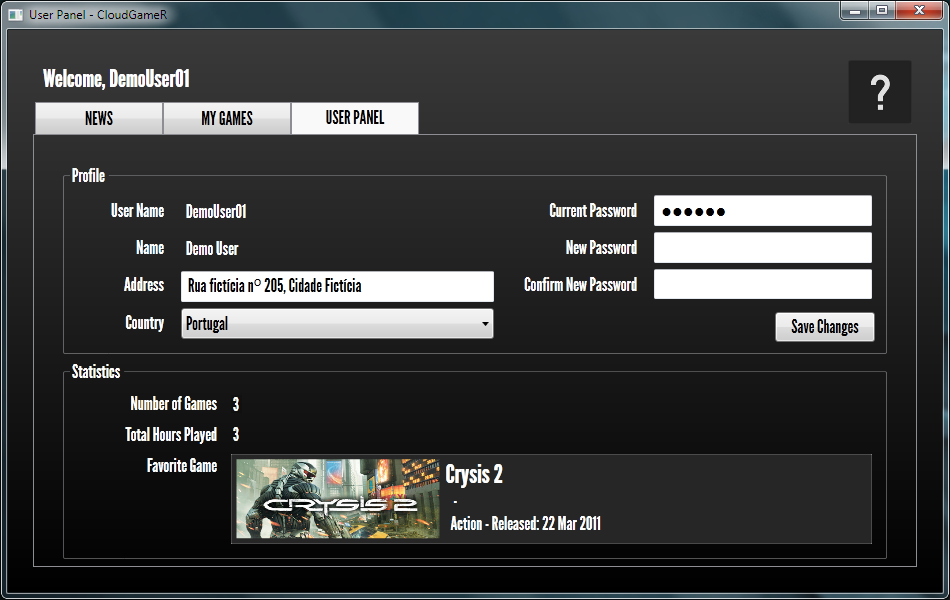 User Panel - CloudGameR
Welcome, DemoUser01
?
NEWS
MY GAMES
USER PANEL
Profile
User Name DemoUser01
Name Demo User
Address Rua fictícia nº 205, Cidade Fictícia
Country Portugal
Current Password ●●●●●●
New Password
Confirm New Password
Save Changes
Statistics
Number of Games 3
Total Hours Played 3
Favorite Game
CRYSIS 2
Crysis 2
-
Action - Released: 22 Mar 2011